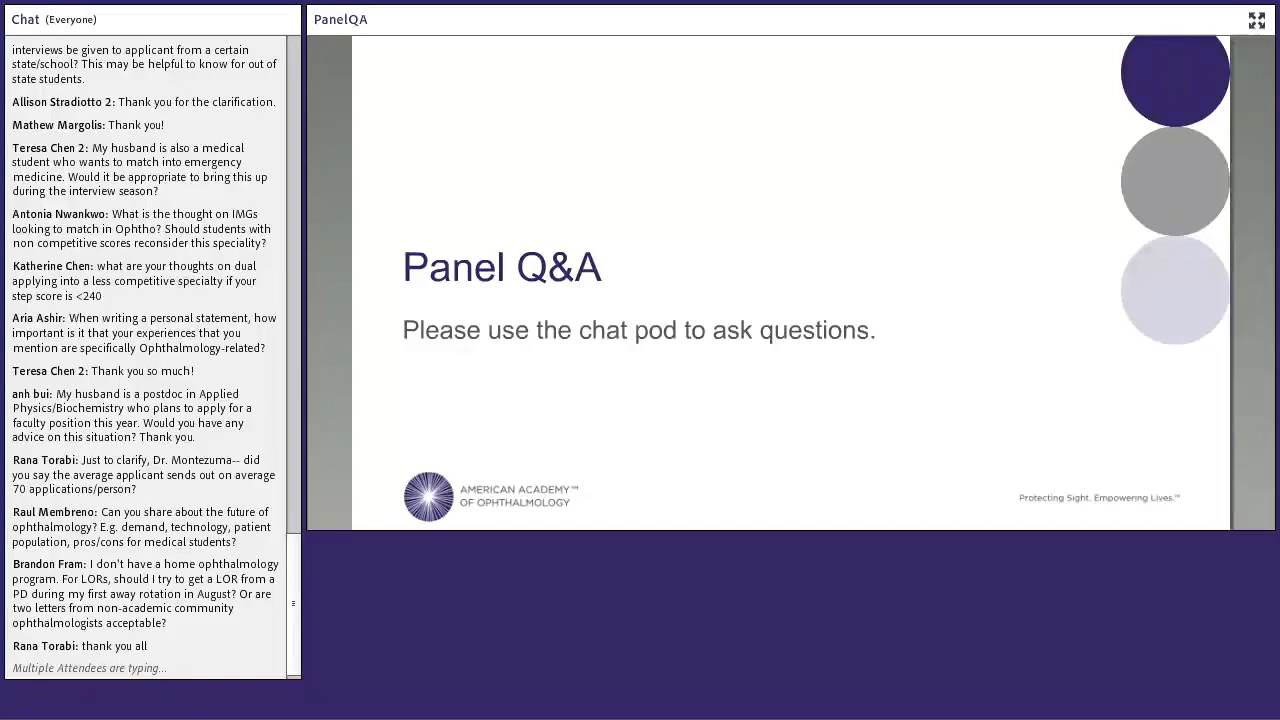 Chat (Everyone)
interviews be given to applicant from a certain
state/school? This may be helpful to know for out of
state students.
Allison Stradiotto 2: Thank you for the clarification.
Mathew Margolis: Thank you!
Teresa Chen 2: My husband is also a medical
student who wants to match into emergency
medicine. Would it be appropriate to bring this up
during the interview season?
Antonia Nwankwo: What is the thought on IMGs
looking to match in Ophtho? Should students with
non competitive scores reconsider this speciality?
Katherine Chen: what are your thoughts on dual
applying into a less competitive specialty if your
step score is <240
Aria Ashir: When writing a personal statement, how
important is it that your experiences that you
mention are specifically Ophthalmology-related?
Teresa Chen 2: Thank you so much!
anh bui: My husband is a postdoc in Applied
Physics/Biochemistry who plans to apply for a
faculty position this year. Would you have any
advice on this situation? Thank you.
Rana Torabi: Just to clarify, Dr. Montezuma-- did
you say the average applicant sends out on average
70 applications/person?
Raul Membreno: Can you share about the future of
ophthalmology? E.g. demand, technology, patient
population, pros/cons for medical students?
Brandon Fram: I don't have a home ophthalmology
program. For LORs, should I try to get a LOR from a
PD during my first away rotation in August? Or are
two letters from non-academic community
ophthalmologists acceptable?
Rana Torabi: thank you all
Multiple Attendees are typing...
PanelQA
Panel Q&A
Please use the chat pod to ask questions.
AMERICAN ACADEMY™
OF OPHTHALMOLOGY
Protecting Sight. Empowering Lives.™